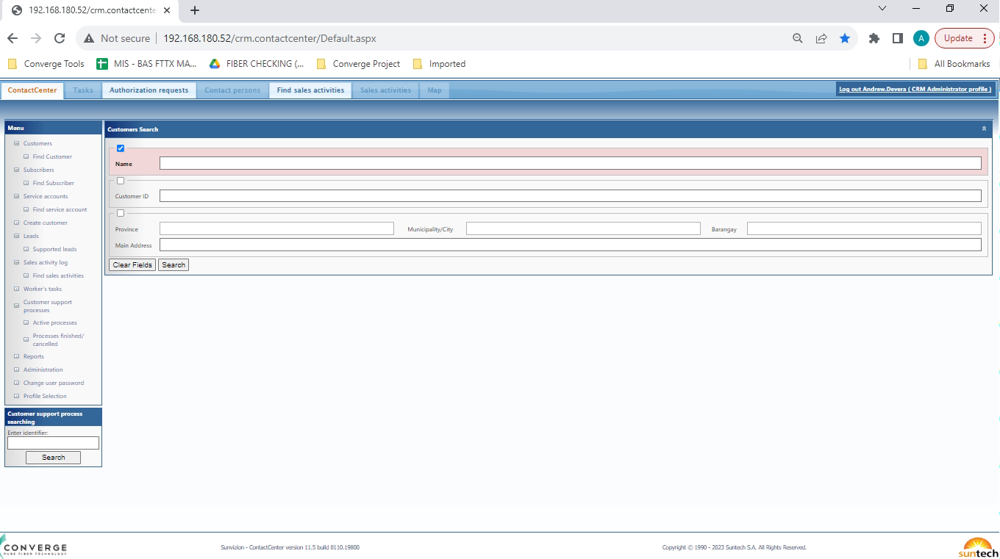 192.168.180.52/crm.contactcente
Not secure
192.168.180.52/crm.contactcenter/Default.aspx
A
Update
Converge Tools
MIS - BAS FTTX MA...
FIBER CHECKING (...
Converge Project
Imported
All Bookmarks
ContactCenter
Tasks
Authorization requests
Contact persons
Find sales activities
Sales activities
Map
Log out Andrew.Devera ( CRM Administrator profile )
Menu
Customers
Find Customer
Subscribers
Find Subscriber
Service accounts
Find service account
Create customer
Leads
Supported leads
Sales activity log
Find sales activities
Worker's tasks
Customer support
processes
Active processes
Processes finished/
cancelled
Reports
Administration
Change user password
Profile Selection
Customer support process
searching
Enter identifier:
Search
Customers Search
Name
Customer ID
Province
Municipality/City
Barangay
Main Address
Clear Fields
Search
CONVERGE
PURE FIBER TECHNOLOGY
Sunvizion - ContactCenter version 11.5 build 8110.19800
Copyright © 1990 - 2023 Suntech S.A. All Rights Reserved.
suntech